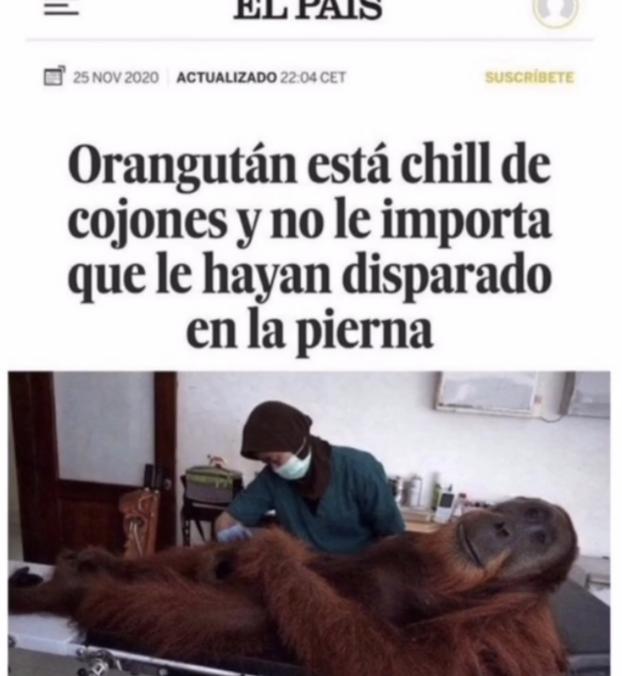 EL PAÍS
25 NOV 2020 ACTUALIZADO 22:04 CET SUSCRÍBETE
Orangután está chill de
cojones y no le importa
que le hayan disparado
en la pierna